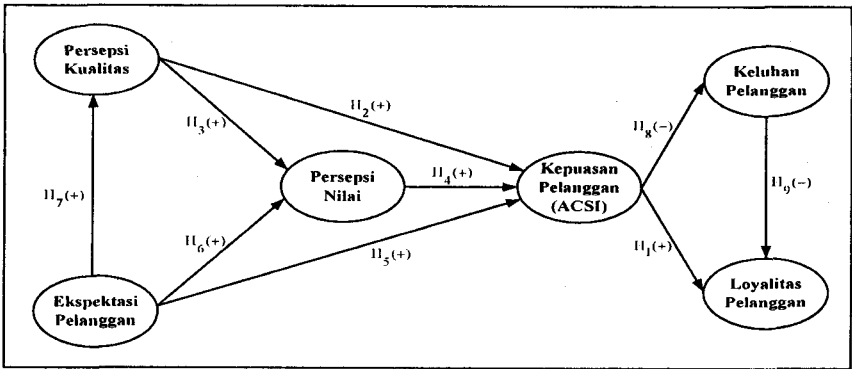 Persepsi
Kualitas
Keluhan
Pelanggan
H2(+)
H3(+)
H8(-)
Persepsi
Nilai
H4(+)
Kepuasan
Pelanggan
(ACSI)
H7(+)
H9(-)
H6(+)
H5(+)
H1(+)
Ekspektasi
Pelanggan
Loyalitas
Pelanggan